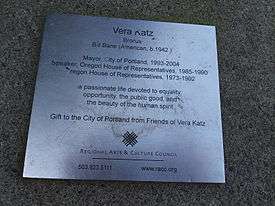 Vera Katz
Bronze
Bill Bane (American, b.1942)
Mayor, City of Portland, 1993-2004
Speaker, Oregon House of Representatives, 1985-1990
Oregon House of Representatives, 1973-1992
a passionate life devoted to equality,
opportunity, the public good, and
the beauty of the human spirit
Gift to the City of Portland from Friends of Vera Katz
REGIONAL ARTS & CULTURE COUNCIL
503.823.5111 www.racc.org